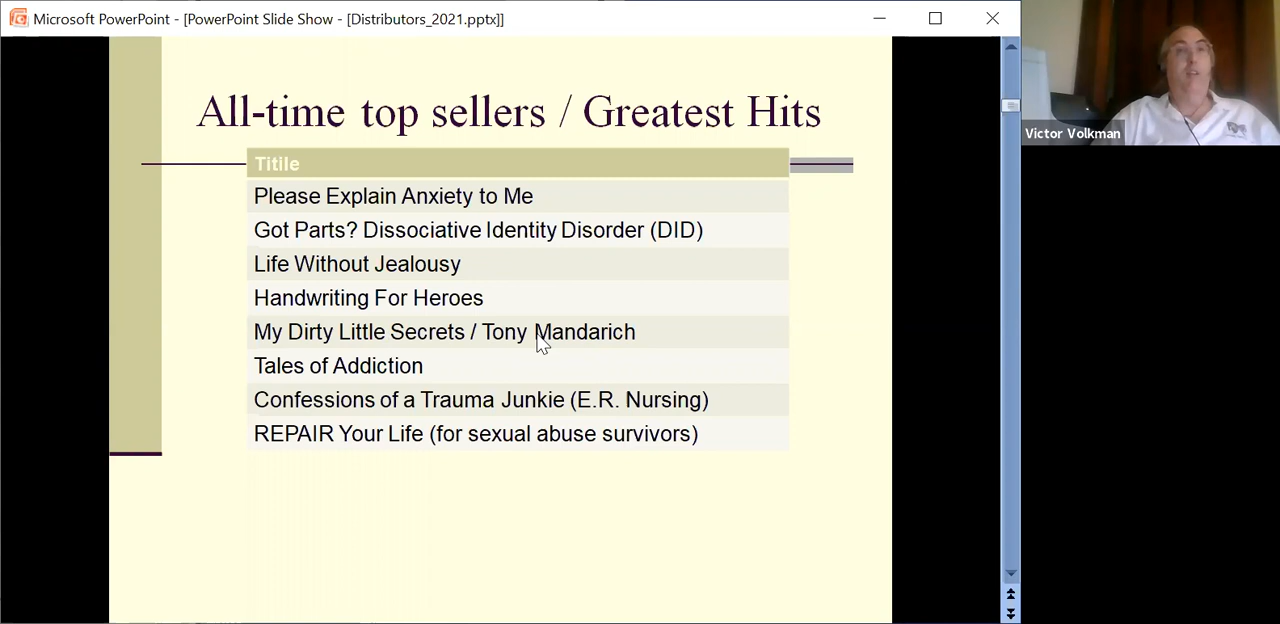 Microsoft PowerPoint - [PowerPoint Slide Show - [Distributors_2021.pptx]]
All-time top sellers / Greatest Hits
Titile
Please Explain Anxiety to Me
Got Parts? Dissociative Identity Disorder (DID)
Life Without Jealousy
Handwriting For Heroes
My Dirty Little Secrets / Tony Mandarich
Tales of Addiction
Confessions of a Trauma Junkie (E.R. Nursing)
REPAIR Your Life (for sexual abuse survivors)
Victor Volkman